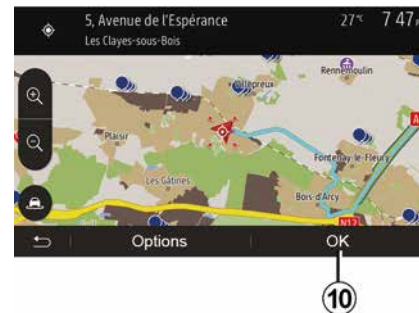 5, Avenue de l'Espérance
27°C
7 47
Les Clayes-sous-Bois
Rennemoulin
Villepreux
A
Plaisir
Fontenay-le-Fleury
Les Gâtines
Bois-d'Arcy
N12
Options
OK
10